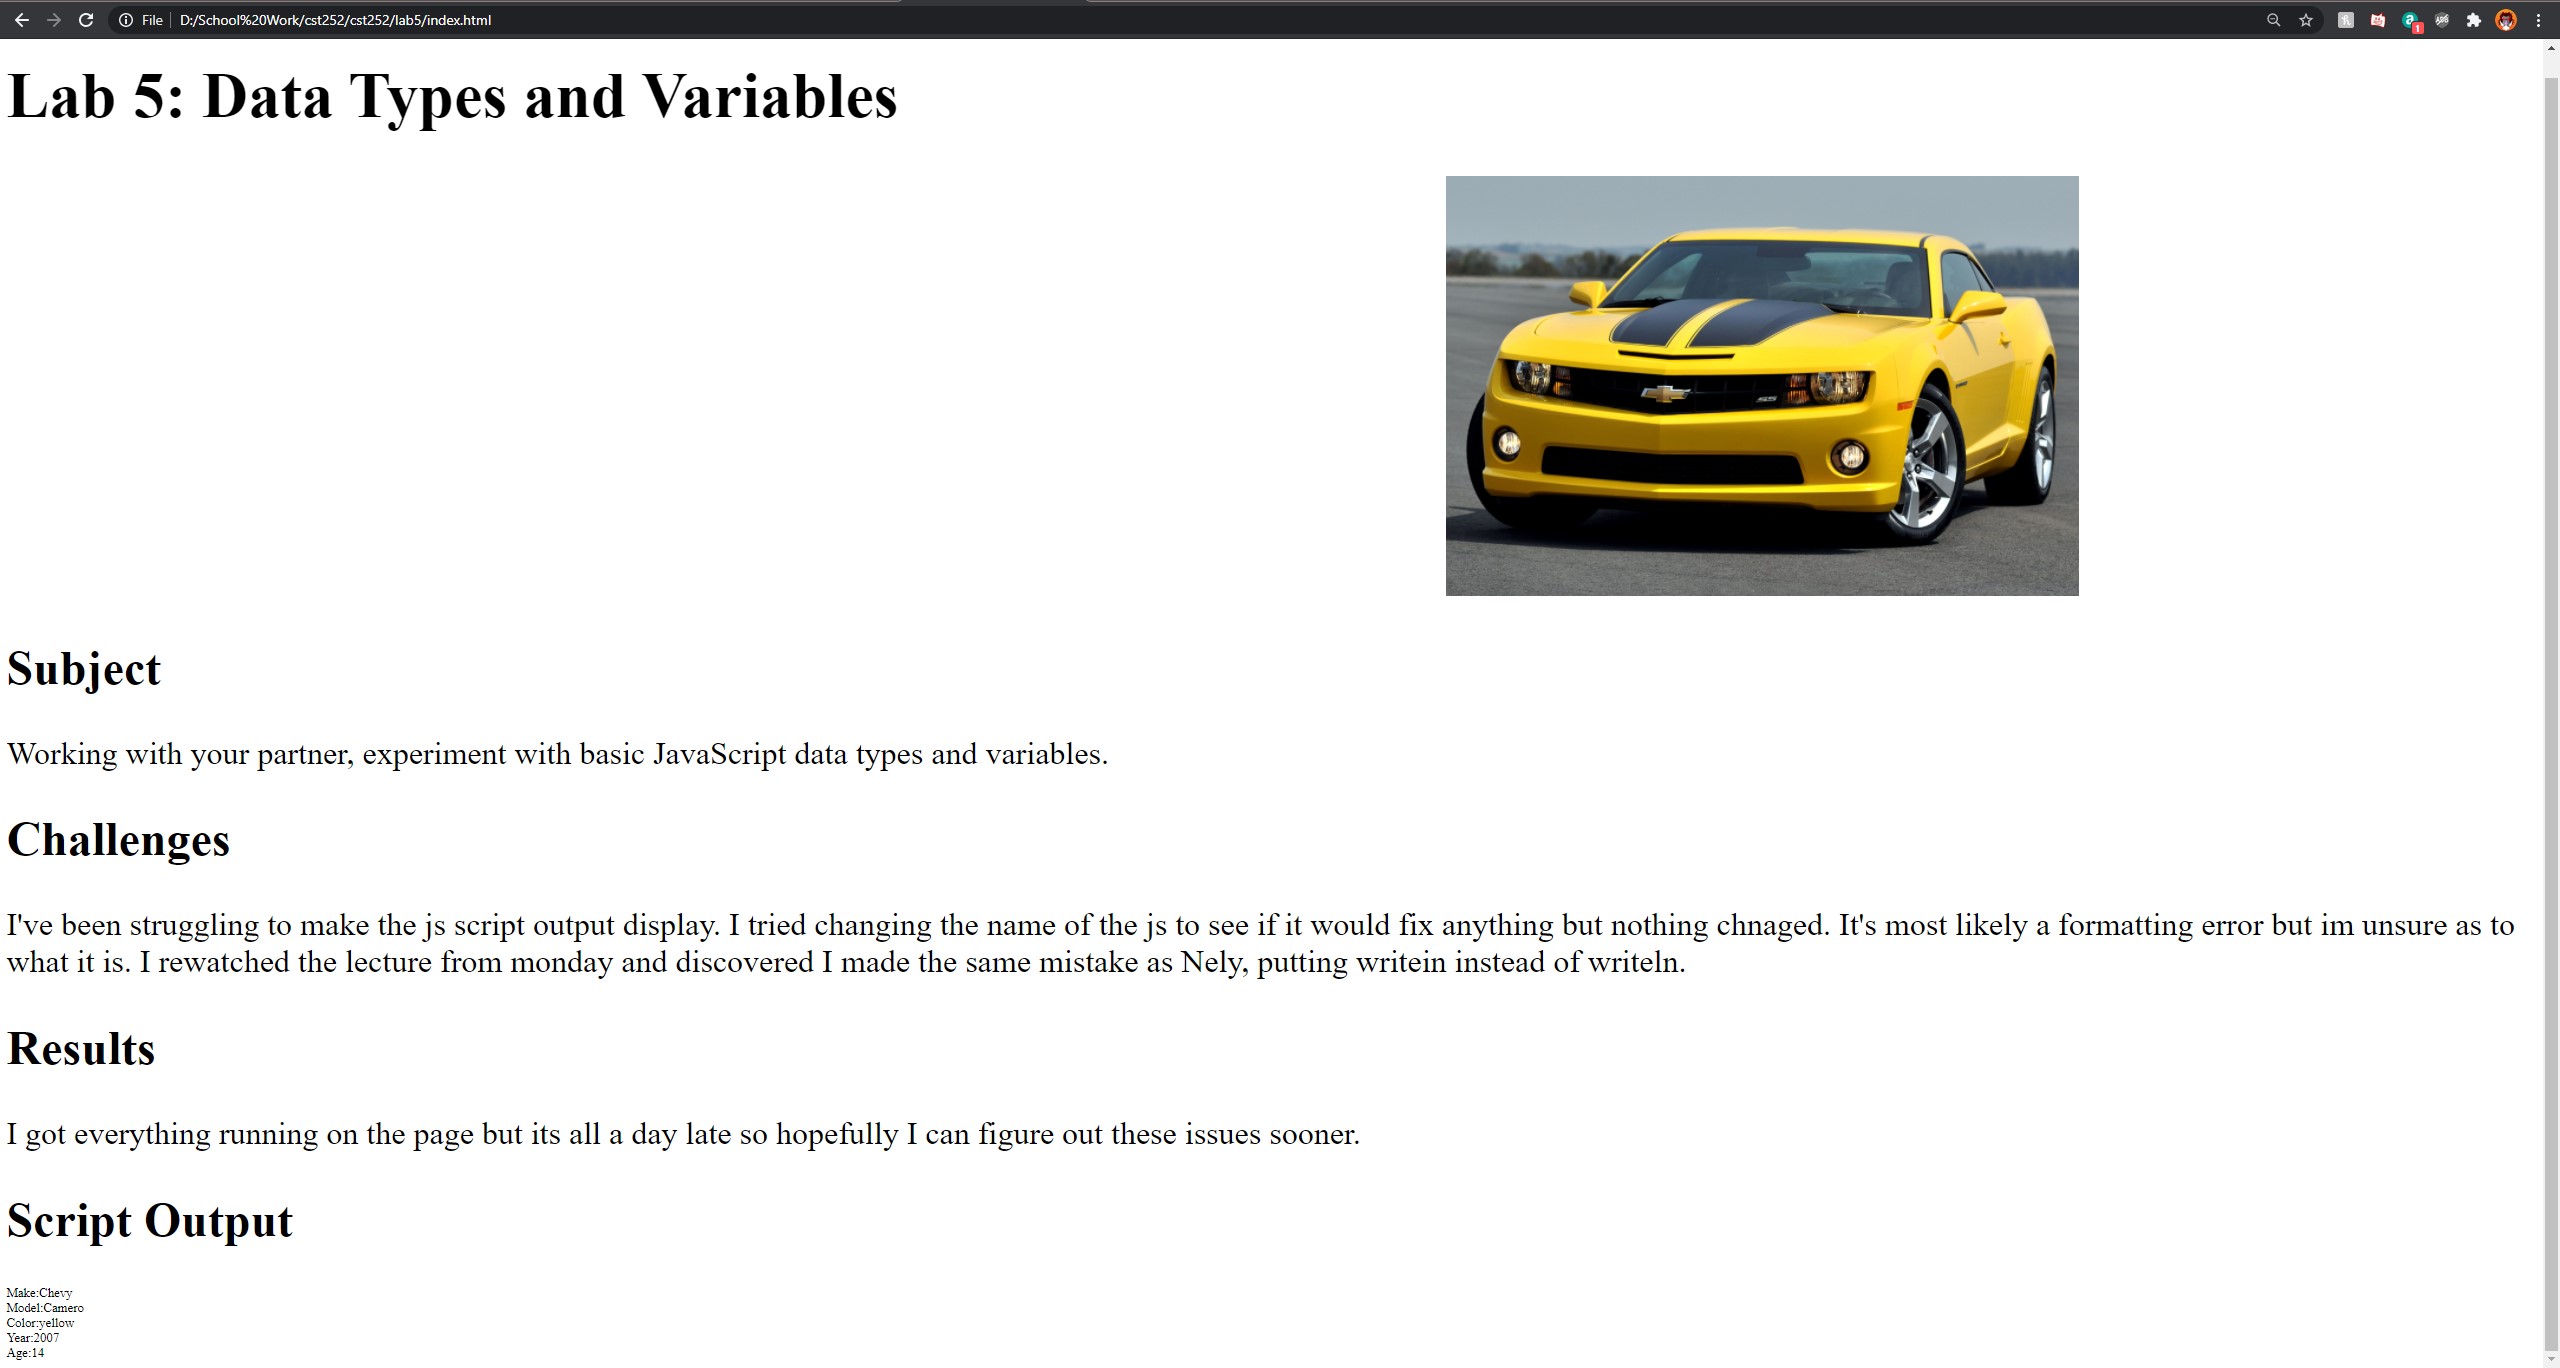 File D:/School%20Work/cst252/cst252/lab5/index.html
ABS
1
Lab 5: Data Types and Variables
SS
Subject
Working with your partner, experiment with basic JavaScript data types and variables.
Challenges
I've been struggling to make the js script output display. I tried changing the name of the js to see if it would fix anything but nothing chnaged. It's most likely a formatting error but im unsure as to
what it is. I rewatched the lecture from monday and discovered I made the same mistake as Nely, putting writein instead of writeln.
Results
I got everything running on the page but its all a day late so hopefully I can figure out these issues sooner.
Script Output
Make:Chevy
Model:Camero
Color:yellow
Year:2007
Age:14